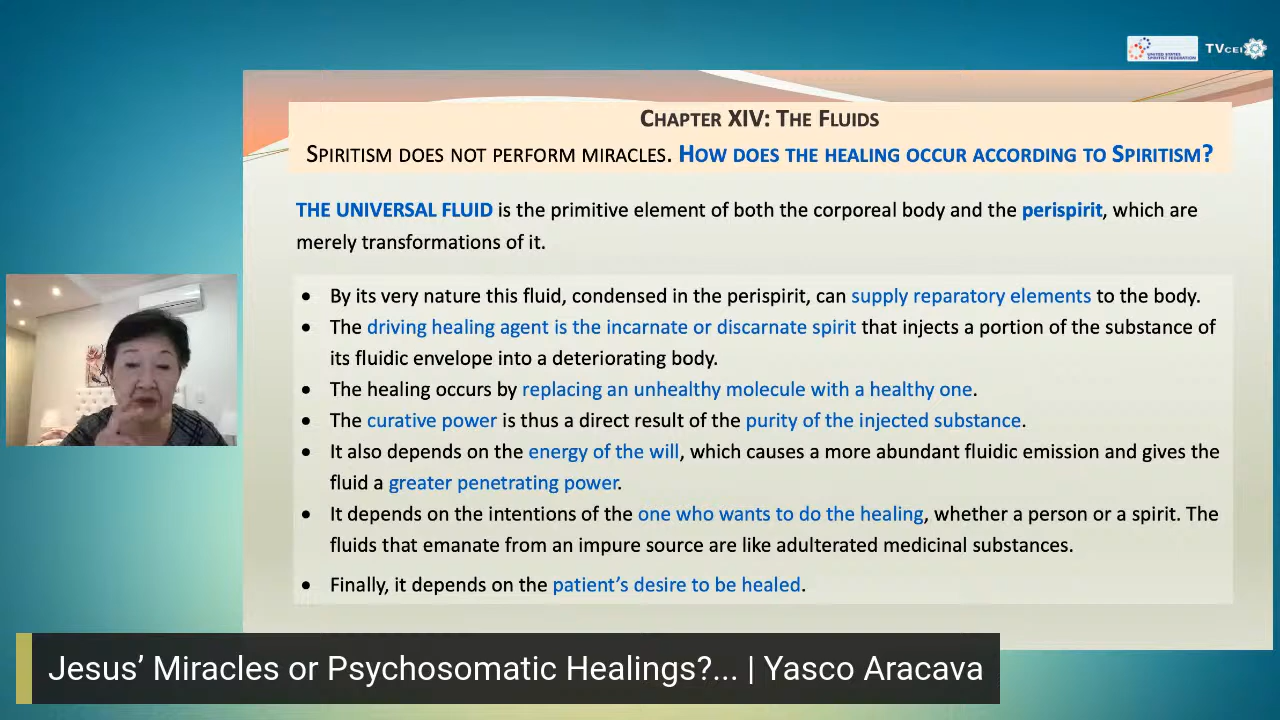 UNITED STATES
SPIRITIST FEDERATION
TVCEI
CHAPTER XIV: THE FLUIDS
SPIRITISM DOES NOT PERFORM MIRACLES. HOW DOES THE HEALING OCCUR ACCORDING TO SPIRITISM?
THE UNIVERSAL FLUID is the primitive element of both the corporeal body and the perispirit, which are
merely transformations of it.
• By its very nature this fluid, condensed in the perispirit, can supply reparatory elements to the body.
• The driving healing agent is the incarnate or discarnate spirit that injects a portion of the substance of
its fluidic envelope into a deteriorating body.
• The healing occurs by replacing an unhealthy molecule with a healthy one.
• The curative power is thus a direct result of the purity of the injected substance.
• It also depends on the energy of the will, which causes a more abundant fluidic emission and gives the
fluid a greater penetrating power.
• It depends on the intentions of the one who wants to do the healing, whether a person or a spirit. The
fluids that emanate from an impure source are like adulterated medicinal substances.
• Finally, it depends on the patient’s desire to be healed.
Jesus’ Miracles or Psychosomatic Healings?... | Yasco Aracava